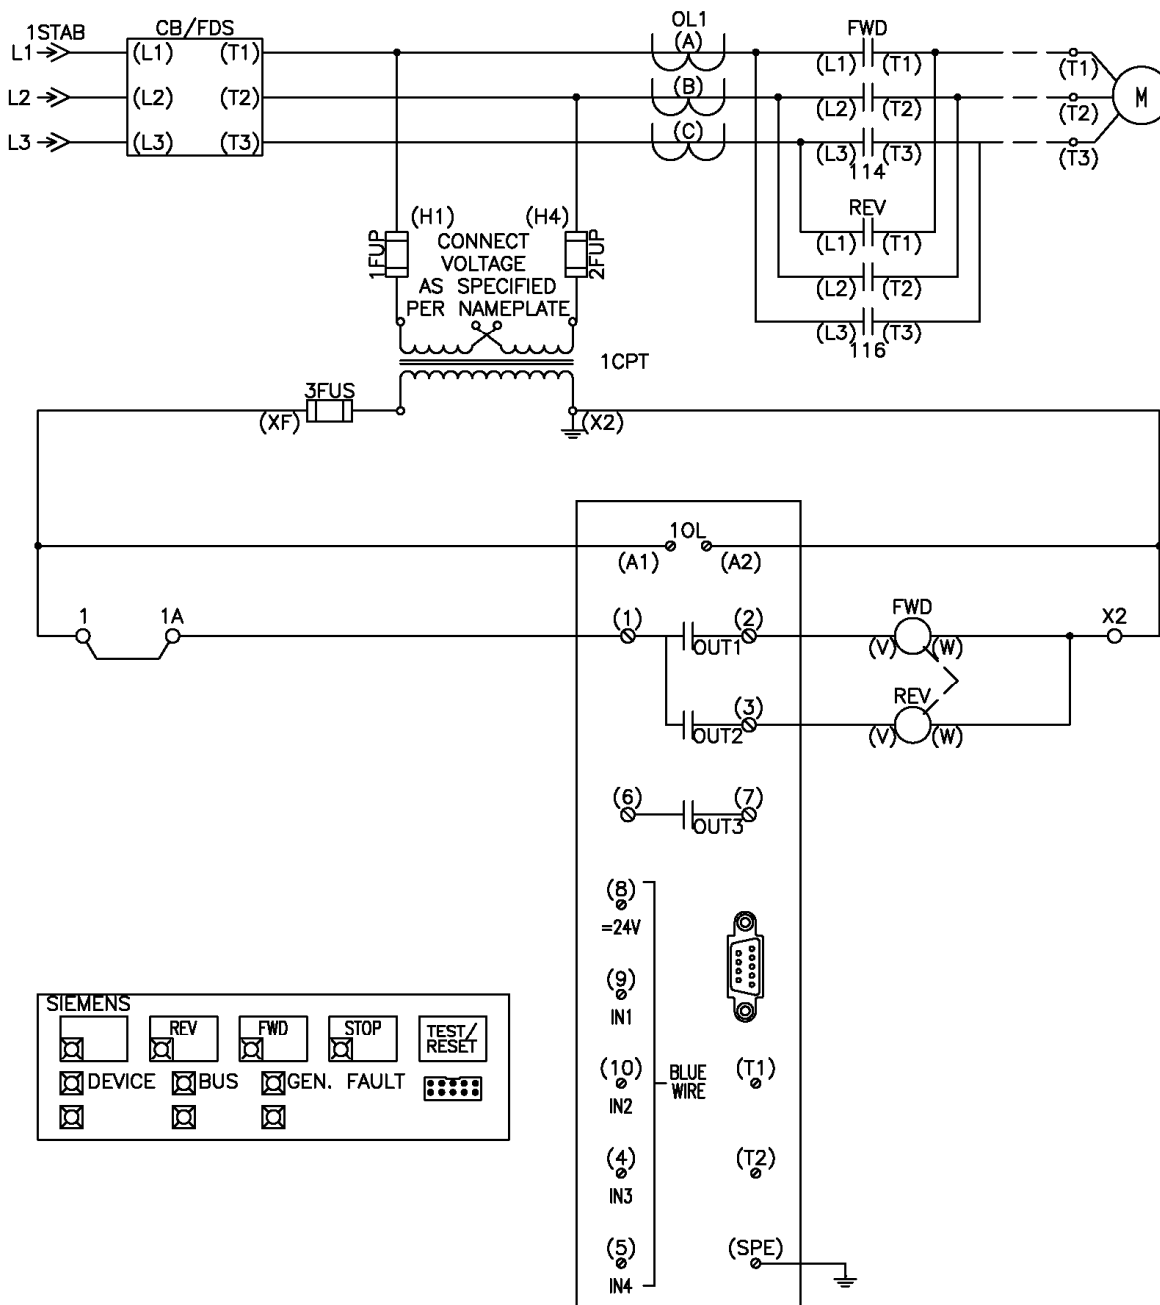 1STAB CB/FDS OL1 FWD
L1 (L1) (T1) (A) (L1) (T1) (T1)
L2 (L2) (T2) (B) (L2) (T2) (T2) M
L3 (L3) (T3) (C) (L3) (T3) (T3)
114
REV
(L1) (T1)
(L2) (T2)
(L3) (T3)
116
(H1) (H4)
1FUP 2FUP
CONNECT
VOLTAGE
AS SPECIFIED
PER NAMEPLATE
1CPT
3FUS
(XF) (X2)
1OL
(A1) (A2)
1 1A (1) (2) FWD X2
OUT1 (V) (W)
(3) REV
OUT2 (V) (W)
(6) (7)
OUT3
(8)
=24V
(9)
IN1
(10) BLUE (T1)
WIRE
IN2
(4) (T2)
IN3
(5) (SPE)
IN4
SIEMENS
REV FWD STOP TEST/
RESET
DEVICE BUS GEN. FAULT